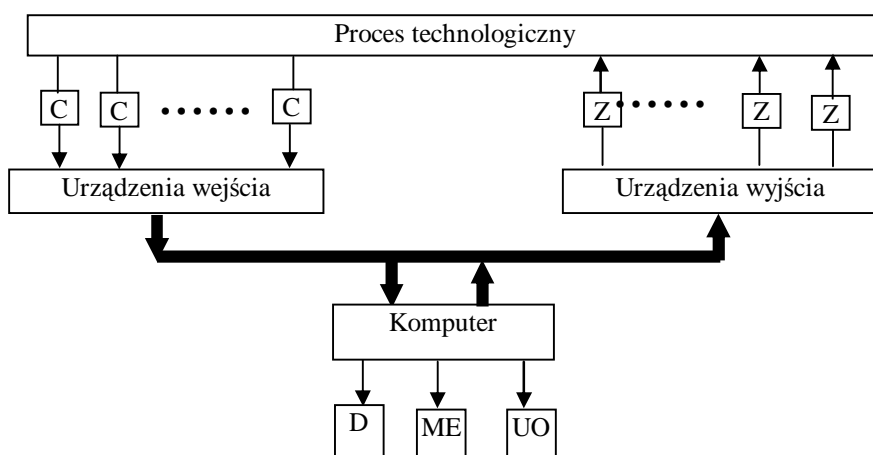 Proces technologiczny
C C ...... C
Z ...... Z Z
Urządzenia wejścia
Urządzenia wyjścia
Komputer
D ME UO